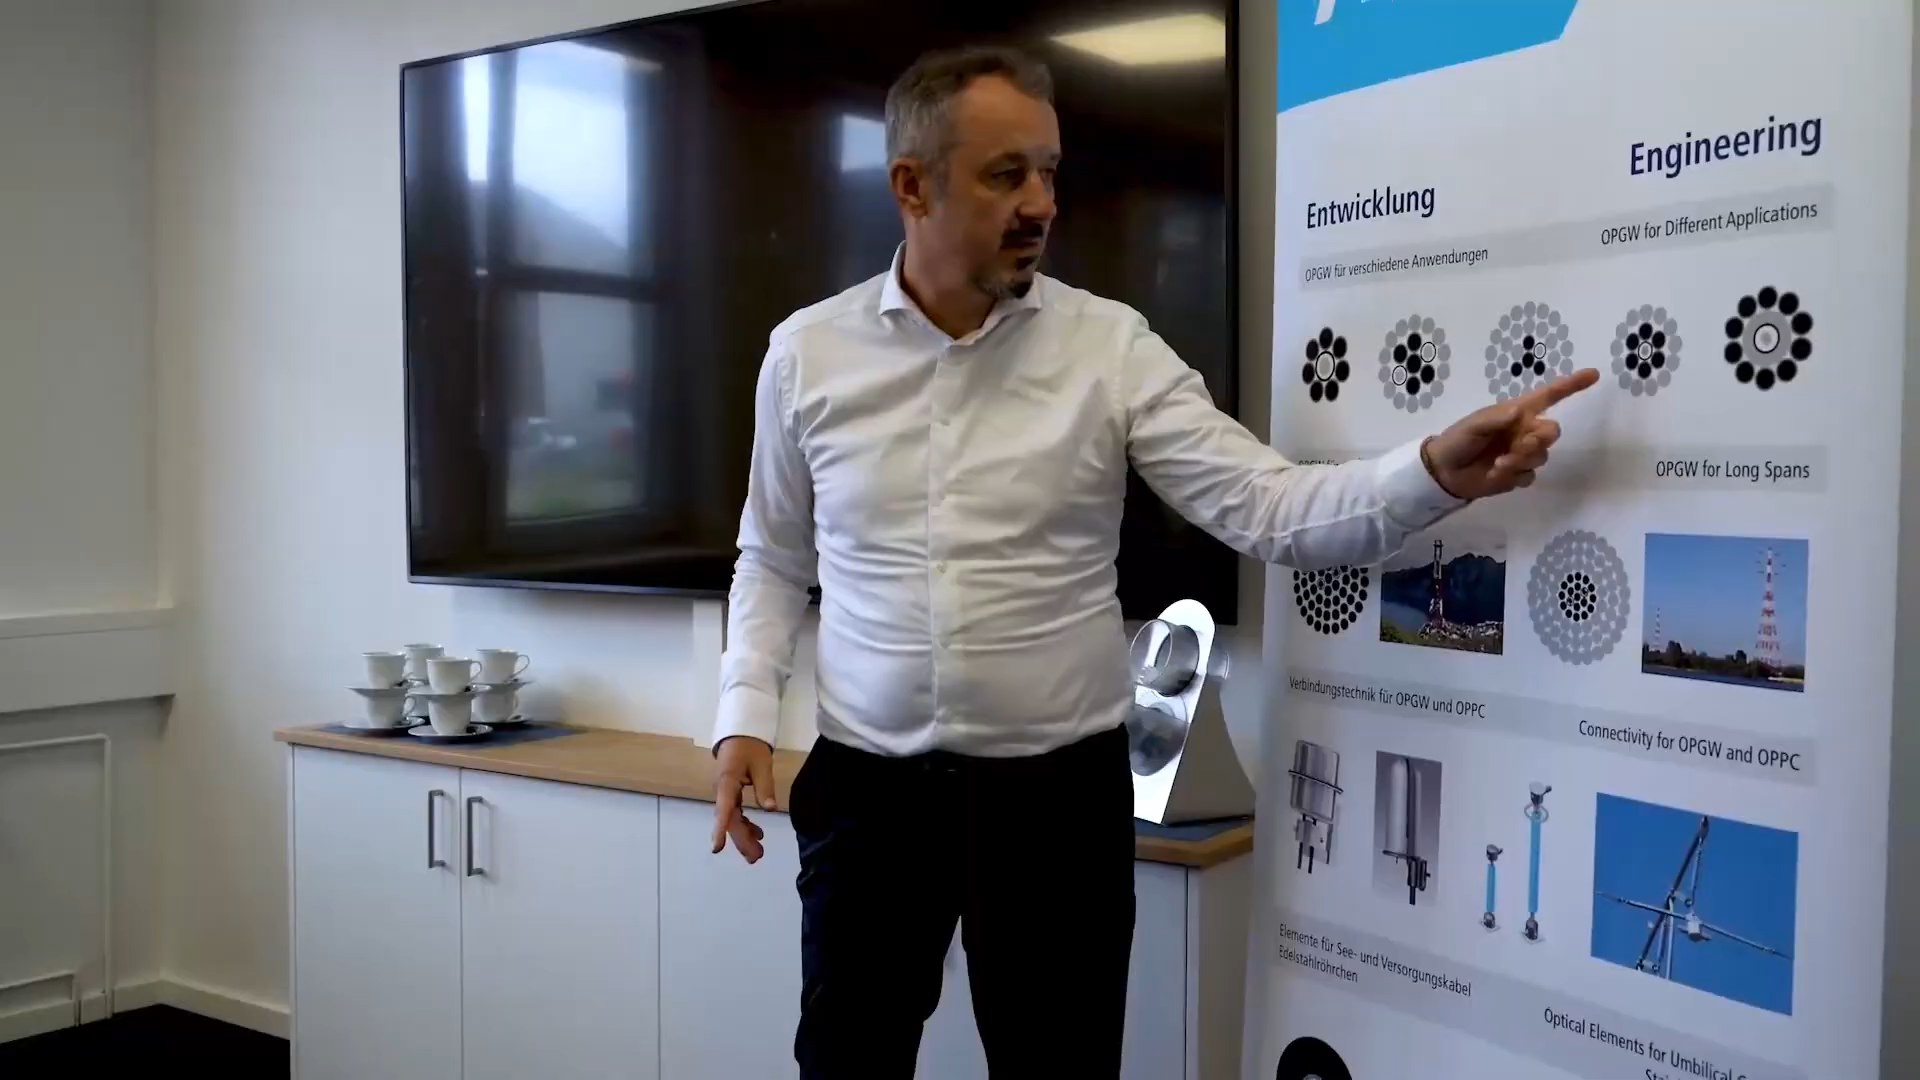 Engineering
Entwicklung
OPGW for Different Applications
OPGW für verschiedene Anwendungen
OPGW for Long Spans
Verbindungstechnik für OPGW und OPPC
Connectivity for OPGW and OPPC
Elemente für See- und Versorgungskabel
Edelstahlröhrchen
Optical Elements for Umbilical